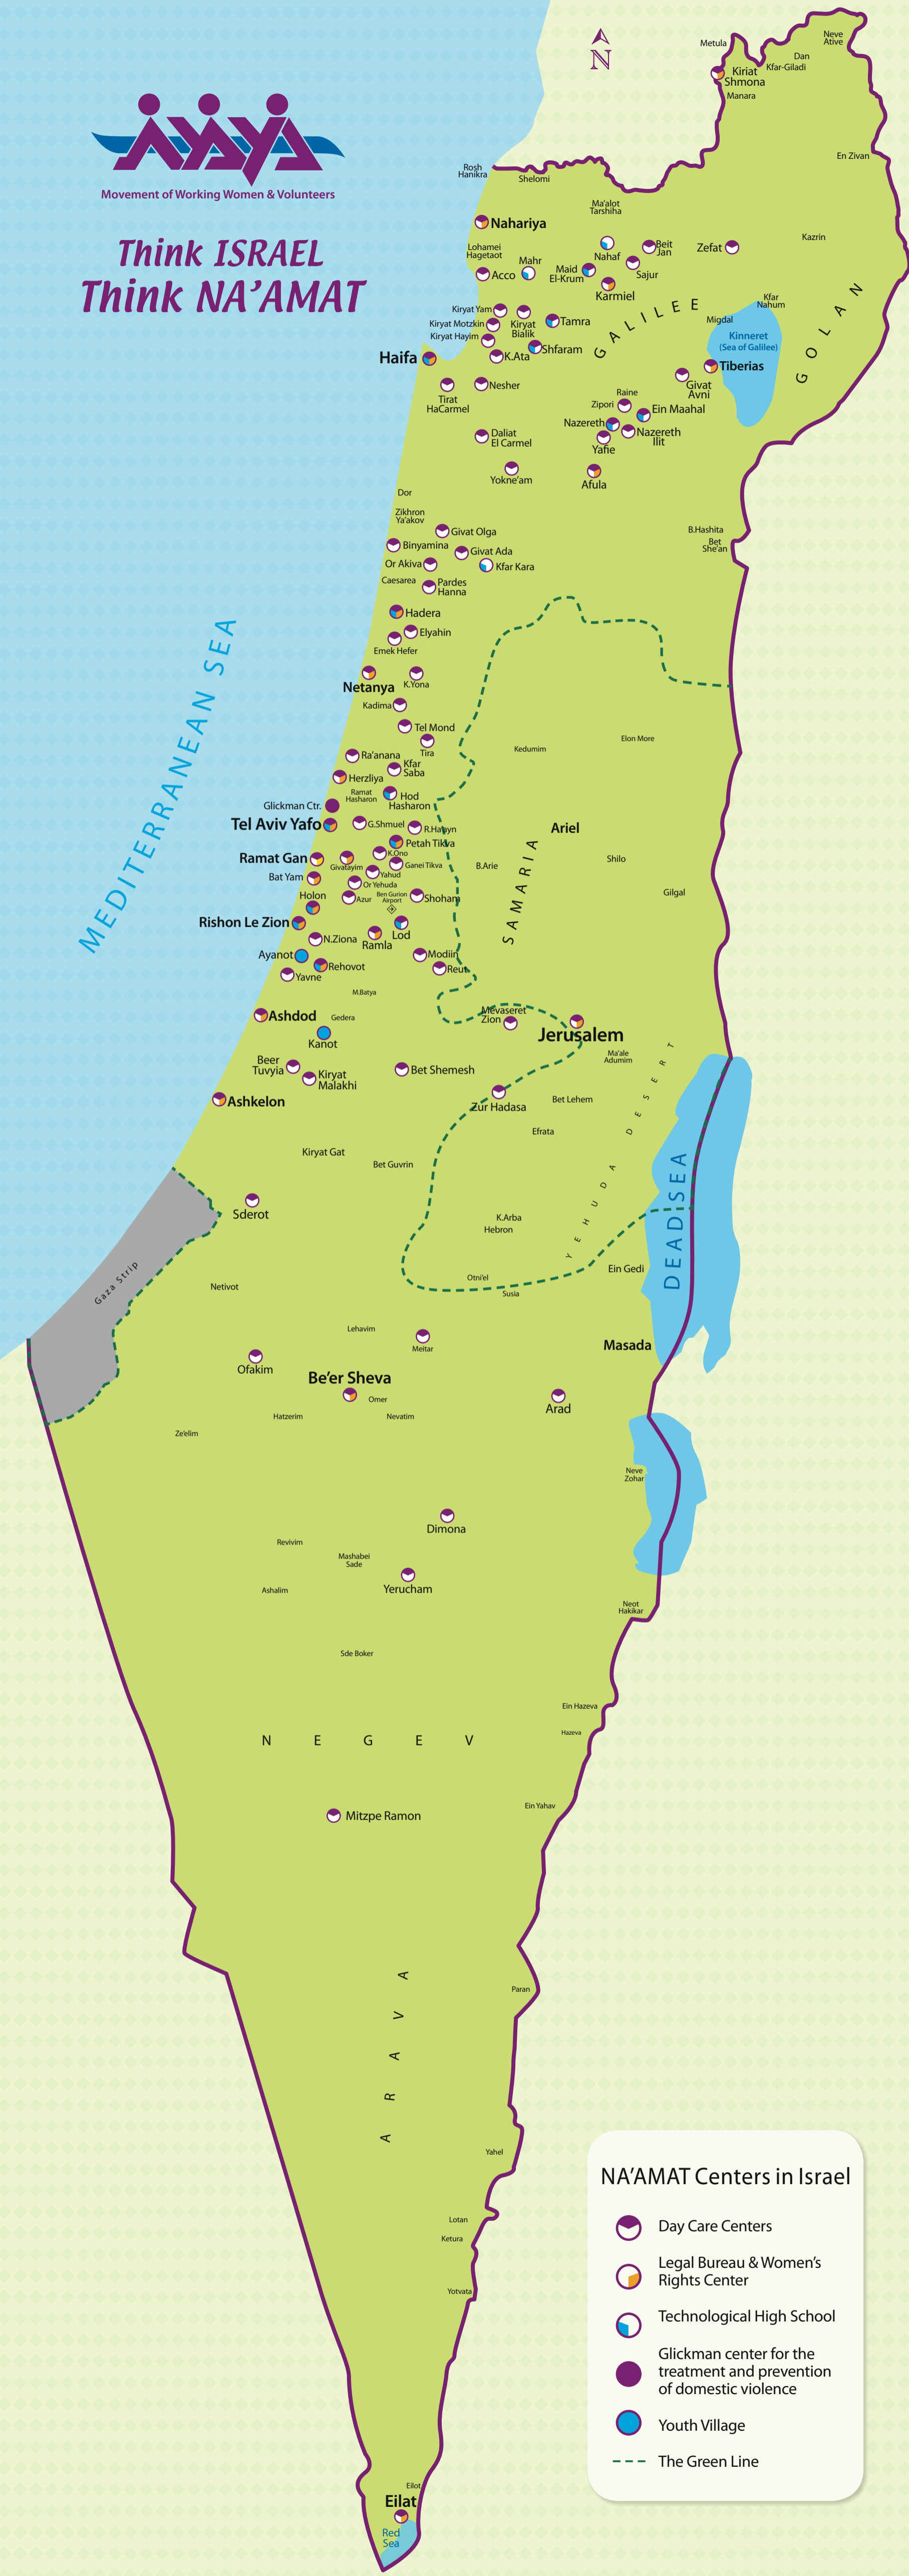 Movement of Working Women & Volunteers
Think ISRAEL
Think NA'AMAT
N
Metula
Neve
Ative
Dan
Kfar-Giladi
Kiriat
Shmona
Manara
En Zivan
Rosh
Hanikra
Shelomi
Ma'alot
Tarshiha
Nahariya
Kazrin
Lohamei
Hagetaot
Nahaf
Beit
Jan
Zefat
Mahr
Acco
Maid
El-Krum
Sajur
Karmiel
Kfar
Nahum
GALILEE
GOLAN
Kiryat Yam
Kiryat Motzkin
Kiryat
Bialik
Tamra
Migdal
Kiryat Hayim
Kinneret
(Sea of Galilee)
Shfaram
Haifa
K.Ata
Tiberias
Tirat
HaCarmel
Nesher
Givat
Avni
Raine
Zipori
Ein Maahal
Nazereth
Nazereth
Ilit
Yafie
Daliat
El Carmel
Yokne'am
Afula
Dor
Zikhron
Ya'akov
Givat Olga
B.Hashita
Bet
She'an
Binyamina
Givat Ada
Or Akiva
Kfar Kara
Caesarea
Pardes
Hanna
Hadera
Elyahin
Emek Hefer
MEDITERRANEAN SEA
Netanya
K.Yona
Kadima
Tel Mond
Tira
Kedumim
Elon More
Ra'anana
Kfar
Saba
Herzliya
Ramat
Hasharon
Hod
Hasharon
Glickman Ctr.
Tel Aviv Yafo
G.Shmuel
R.Haayn
Ariel
Petah Tikva
SAMARIA
Ramat Gan
Givatayim
K.Ono
Ganei Tikva
B.Arie
Shilo
Bat Yam
Yahud
Or Yehuda
Gilgal
Holon
Azur
Ben Gurion
Airport
Shoham
Rishon Le Zion
Lod
Ramla
N.Ziona
Ayanot
Modiin
Rehovot
Reut
Yavne
M.Batya
Ashdod
Gedera
Mevaseret
Zion
Jerusalem
Kanot
Ma'ale
Adumim
Beer
Tuvyia
Kiryat
Malakhi
Bet Shemesh
Ashkelon
Zur Hadasa
Bet Lehem
Efrata
YEHUDA DESERT
Kiryat Gat
Bet Guvrin
DEAD SEA
Sderot
K.Arba
Hebron
Gaza Strip
Netivot
Otni'el
Ein Gedi
Susia
Lehavim
Meitar
Masada
Ofakim
Be'er Sheva
Omer
Arad
Hatzerim
Nevatim
Ze'elim
Neve
Zohar
Dimona
Revivim
Mashabei
Sade
Ashalim
Yerucham
Neot
Hakikar
Sde Boker
Ein Hazeva
Hazeva
NEGEV
Ein Yahav
Mitzpe Ramon
ARAVA
Paran
Yahel
Lotan
Ketura
Yotvata
Eilot
Eilat
Red
Sea
NA'AMAT Centers in Israel
Day Care Centers
Legal Bureau & Women's
Rights Center
Technological High School
Glickman center for the
treatment and prevention
of domestic violence
Youth Village
The Green Line